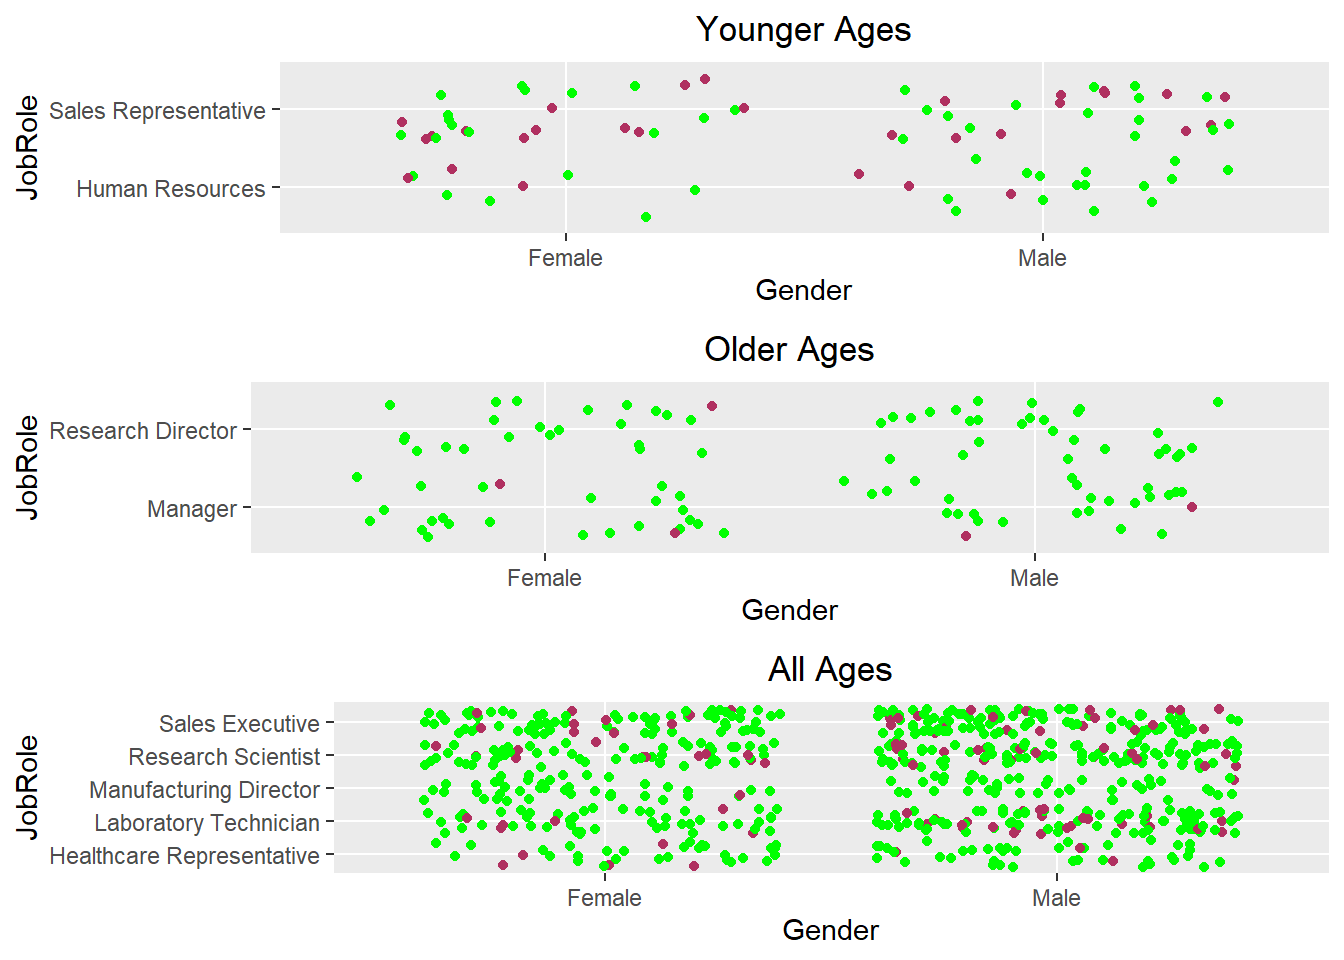 Younger Ages
JobRole
Sales Representative
Human Resources
Female
Male
Gender
Older Ages
JobRole
Research Director
Manager
Female
Male
Gender
All Ages
JobRole
Sales Executive
Research Scientist
Manufacturing Director
Laboratory Technician
Healthcare Representative
Female
Male
Gender